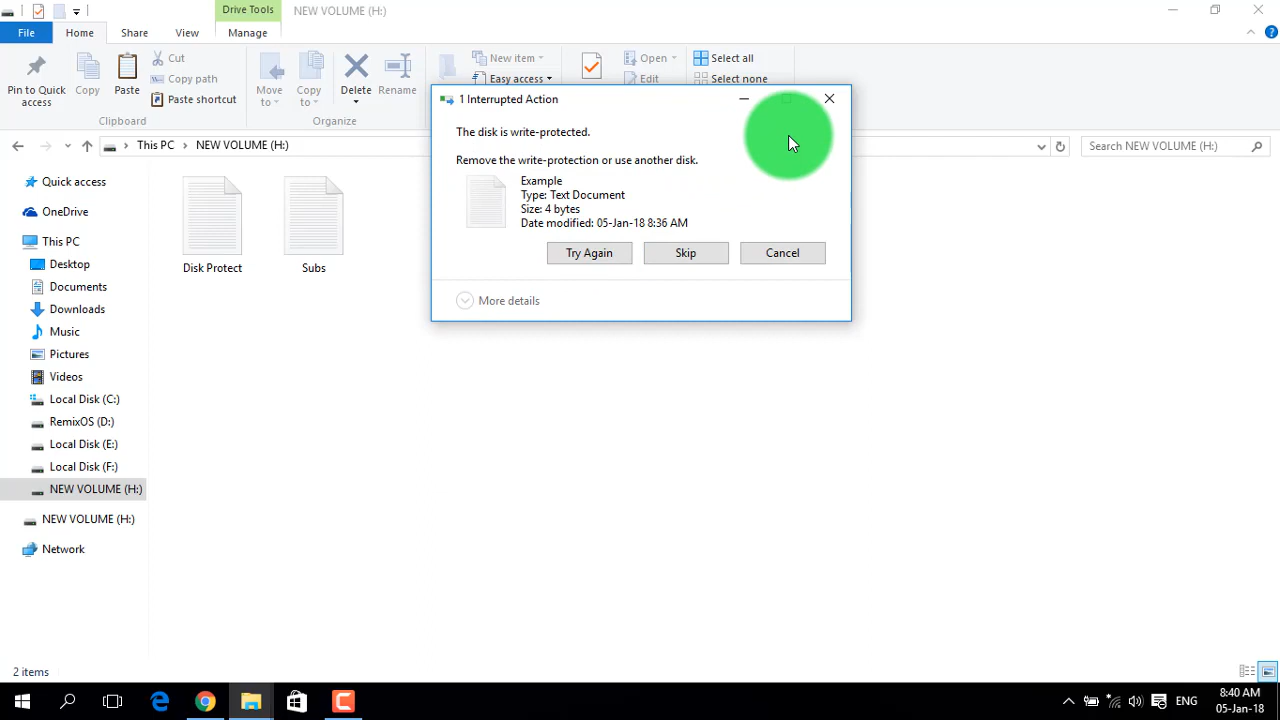 Drive Tools
NEW VOLUME (H:)
File
Home
Share
View
Manage
Pin to Quick access
Copy
Paste
Cut
Copy path
Paste shortcut
Clipboard
Move to
Copy to
Delete
Rename
Organize
New item
Easy access
Open
Edit
Select all
Select none
This PC
NEW VOLUME (H:)
Search NEW VOLUME (H:)
1 Interrupted Action
The disk is write-protected.
Remove the write-protection or use another disk.
Example
Type: Text Document
Size: 4 bytes
Date modified: 05-Jan-18 8:36 AM
Try Again
Skip
Cancel
More details
Quick access
OneDrive
This PC
Desktop
Documents
Downloads
Music
Pictures
Videos
Local Disk (C:)
RemixOS (D:)
Local Disk (E:)
Local Disk (F:)
NEW VOLUME (H:)
NEW VOLUME (H:)
Network
Disk Protect
Subs
2 items
ENG
8:40 AM
05-Jan-18